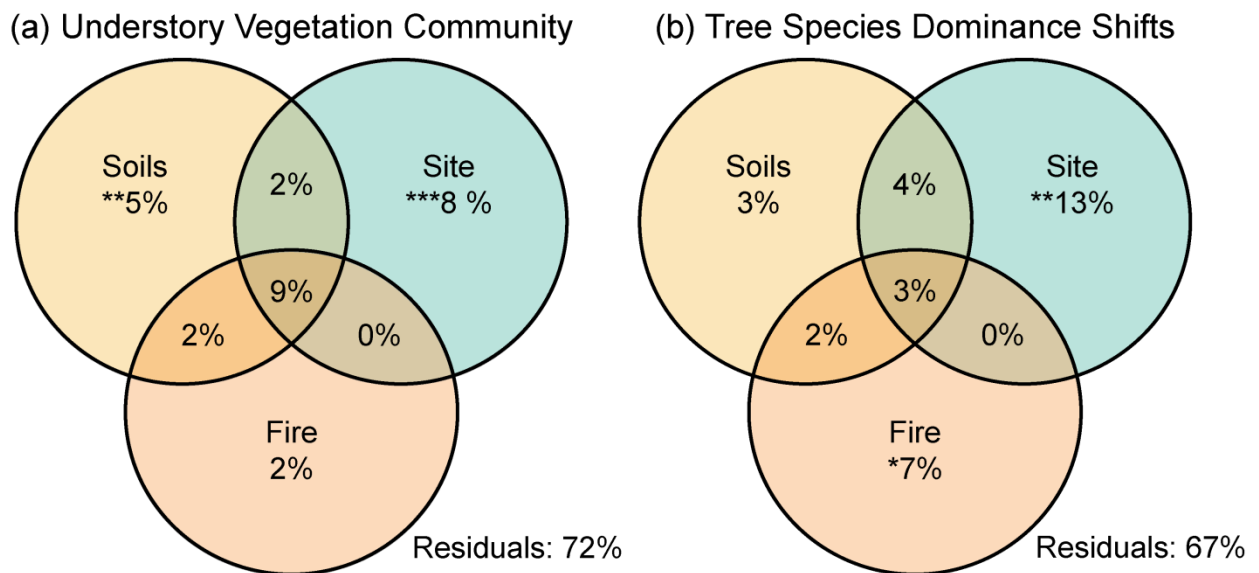 (a) Understory Vegetation Community
Soils
**5%
2%
Site
***8 %
9%
2%
0%
Fire
2%
Residuals: 72%
(b) Tree Species Dominance Shifts
Soils
3%
4%
Site
**13%
3%
2%
0%
Fire
*7%
Residuals: 67%